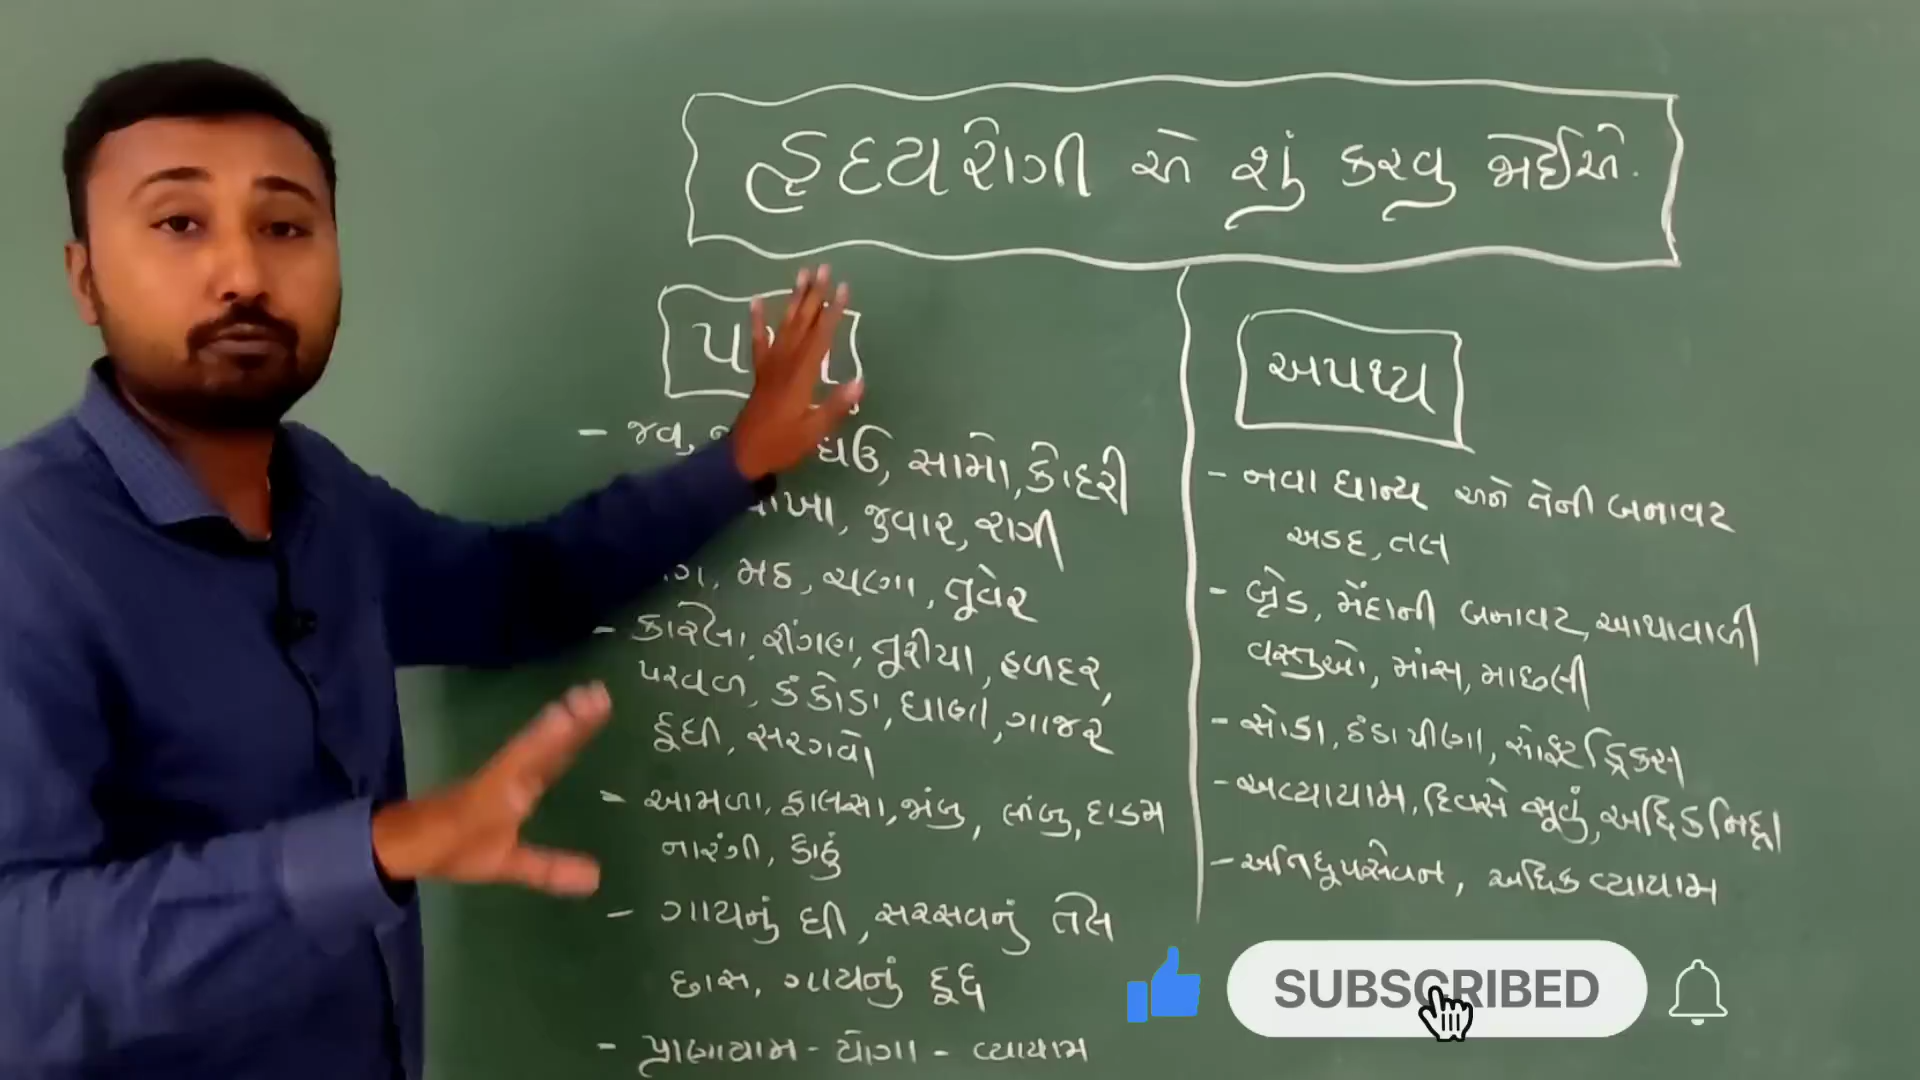 હૃદયરોગી એ શું કરવુ જોઈએ.
- જવ, ઘઉ, સામો, કોદરી
જુવાર, રાગી
મઠ, ચણા, તૂવેર
- કારેલા, રીંગણ, તૂરીયા, હળદર,
પરવળ, કંકોડા, ધાણા, ગાજર
દૂધી, સરગવો
- આમળા, ફાલસા, જાંબુ, લીંબુ, દાડમ
નારંગી, કોઠું
- ગાયનું ઘી, સરસવનું તેલ
છાસ, ગાયનું દૂધ
- પ્રાણાયામ - યોગા - વ્યાયામ
અપથ્ય
- નવા ધાન્ય અને તેની બનાવટ
અડદ, તલ
- બ્રેડ, મેંદાની બનાવટ, આથાવાળી
વસ્તુઓ, માંસ, માછલી
- સોડા, ઠંડા પીણા, સોફ્ટ ડ્રિંકસ
- અવ્યાયામ, દિવસે સૂવું, અધિક નિદ્રા
- અતિધૂપસેવન, અધિક વ્યાયામ
SUBSCRIBED